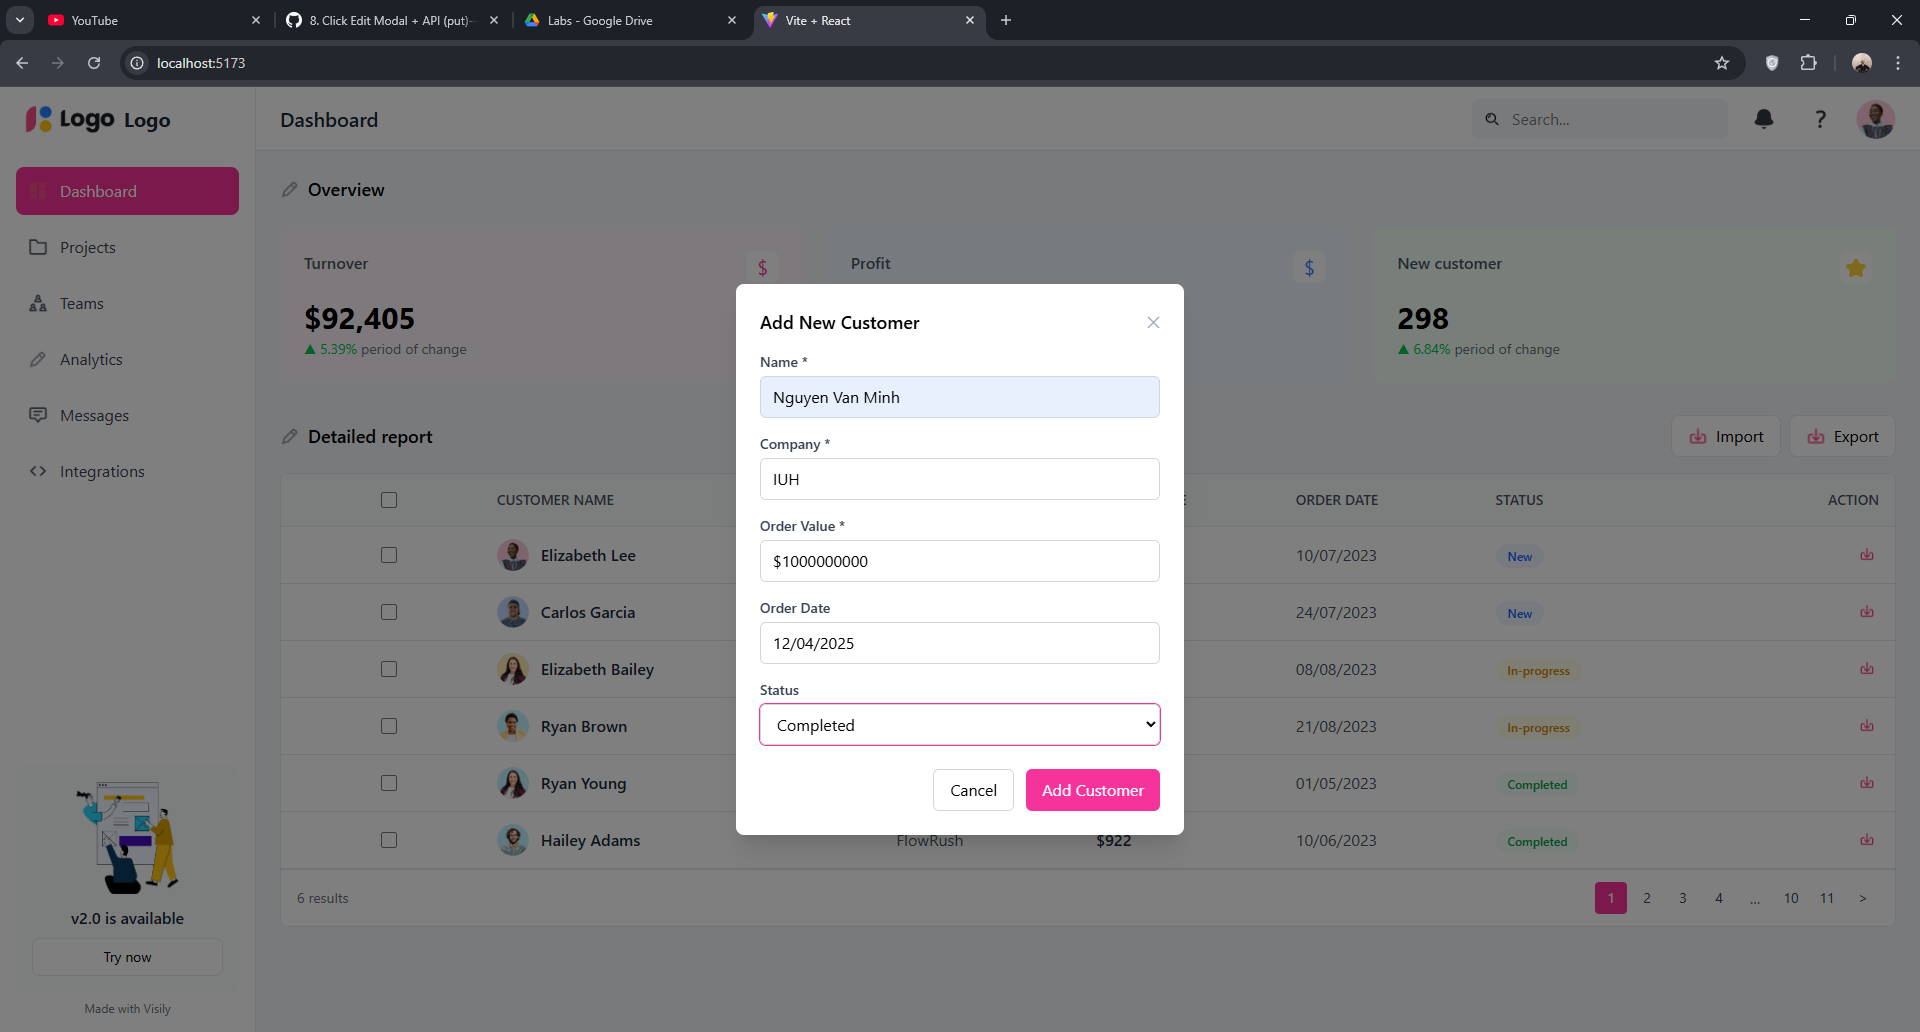 YouTube
8. Click Edit Modal + API (put)
Labs - Google Drive
Vite + React
localhost:5173
Logo Logo
Dashboard
Search...
?
Dashboard
Projects
Teams
Analytics
Messages
Integrations
v2.0 is available
Try now
Made with Visily
Overview
Turnover
$
$92,405
5.39% period of change
Profit
$
New customer
298
6.84% period of change
Detailed report
Import
Export
CUSTOMER NAME
ORDER DATE
STATUS
ACTION
Elizabeth Lee
10/07/2023
New
Carlos Garcia
24/07/2023
New
Elizabeth Bailey
08/08/2023
In-progress
Ryan Brown
21/08/2023
In-progress
Ryan Young
01/05/2023
Completed
Hailey Adams
FlowRush
$922
10/06/2023
Completed
6 results
1 2 3 4 ... 10 11 >
Add New Customer
Name *
Nguyen Van Minh
Company *
IUH
Order Value *
$1000000000
Order Date
12/04/2025
Status
Completed
Cancel
Add Customer